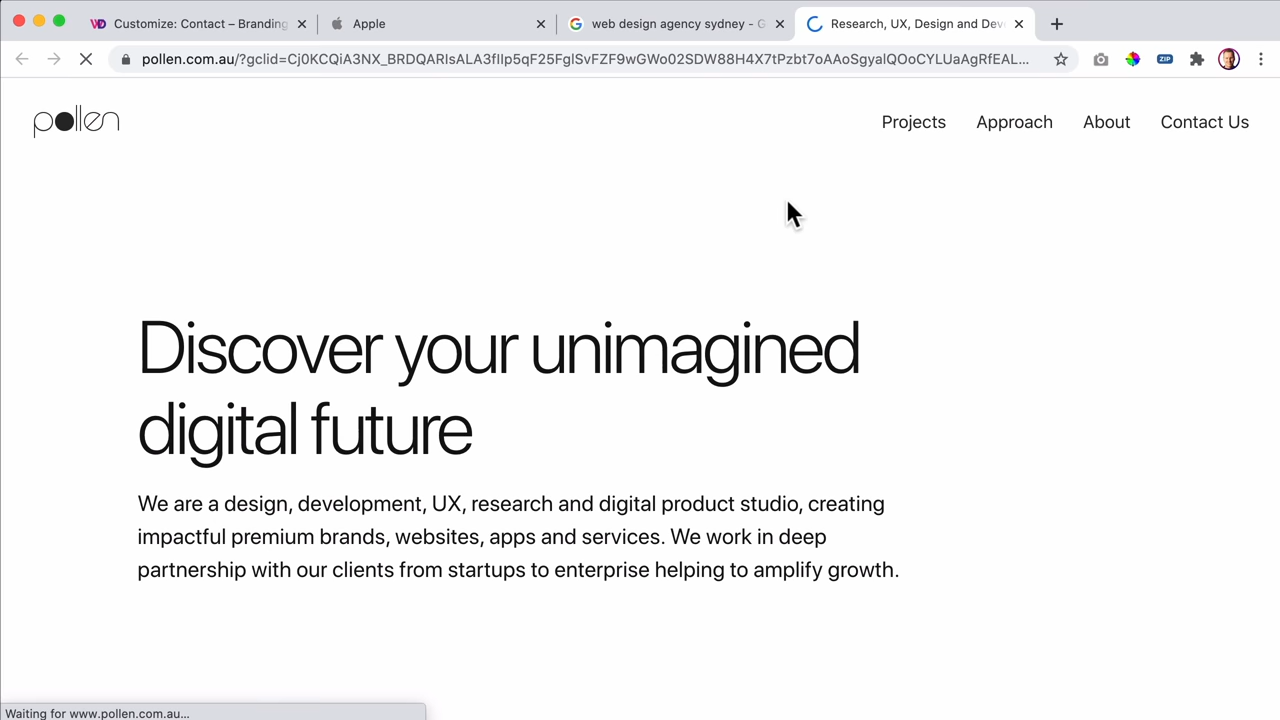 Customize: Contact – Branding
Apple
web design agency sydney - G
Research, UX, Design and Dev
pollen.com.au/?gclid=Cj0KCQiA3NX_BRDQARIsALA3fIIp5qF25FglSvFZF9wGWo02SDW88H4X7tPzbt7oAAoSgyalQOoCYLUaAgRfEAL...
ZIP
pollen
Projects
Approach
About
Contact Us
Discover your unimagined
digital future
We are a design, development, UX, research and digital product studio, creating
impactful premium brands, websites, apps and services. We work in deep
partnership with our clients from startups to enterprise helping to amplify growth.
Waiting for www.pollen.com.au...